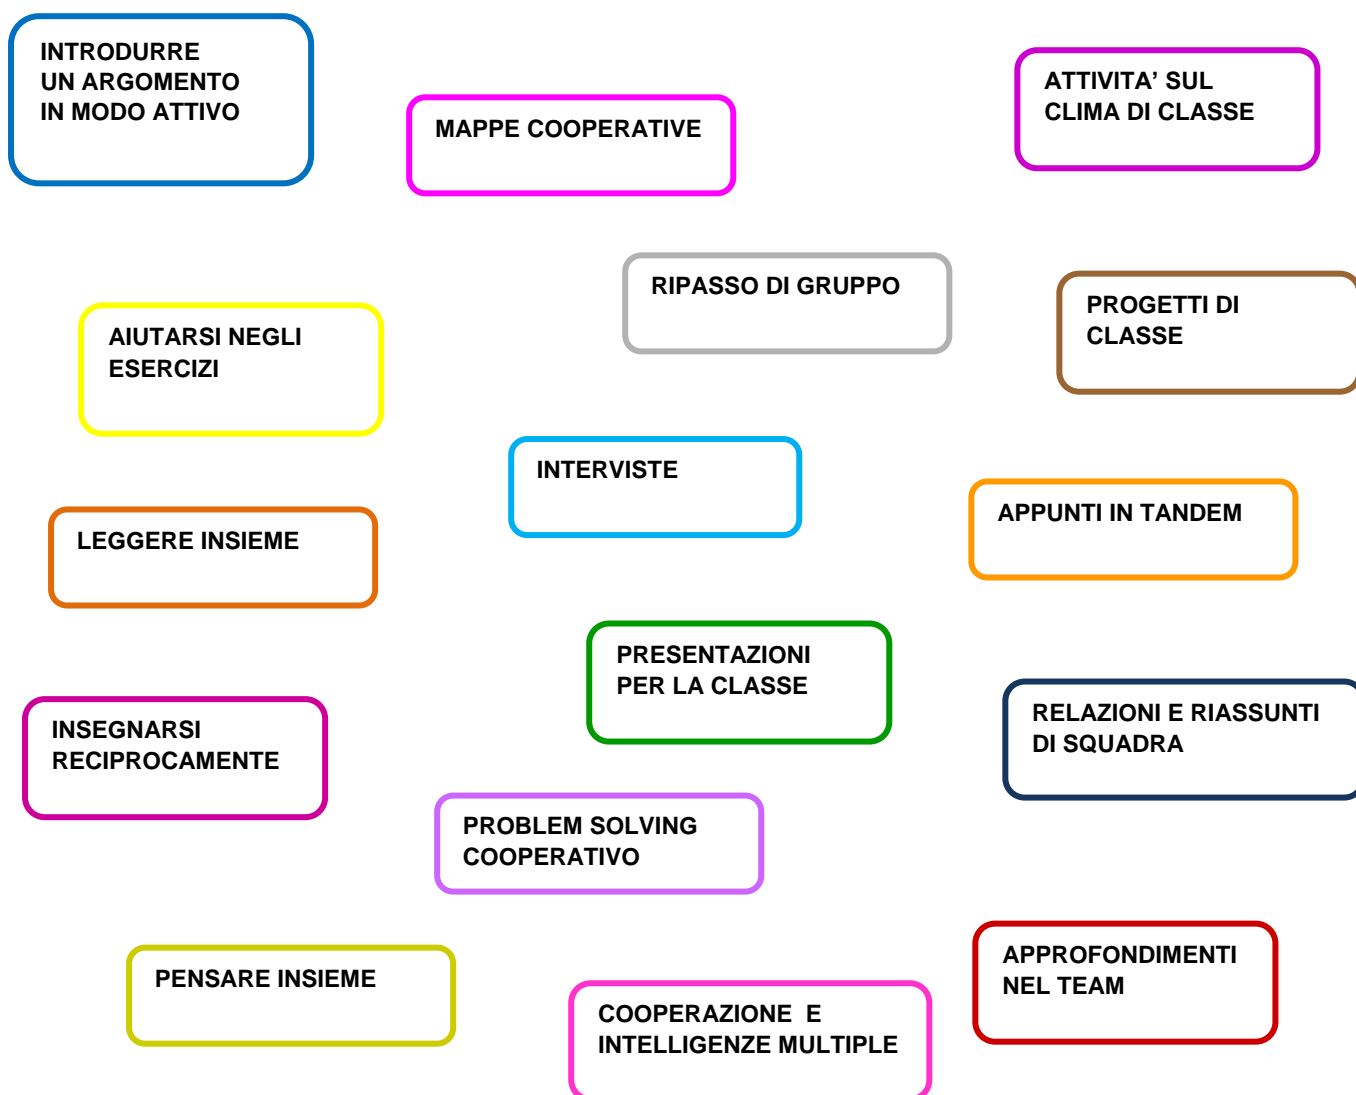 INTRODURRE
UN ARGOMENTO
IN MODO ATTIVO
MAPPE COOPERATIVE
ATTIVITA’ SUL
CLIMA DI CLASSE
RIPASSO DI GRUPPO
PROGETTI DI
CLASSE
AIUTARSI NEGLI
ESERCIZI
INTERVISTE
APPUNTI IN TANDEM
LEGGERE INSIEME
PRESENTAZIONI
PER LA CLASSE
RELAZIONI E RIASSUNTI
DI SQUADRA
INSEGNARSI
RECIPROCAMENTE
PROBLEM SOLVING
COOPERATIVO
PENSARE INSIEME
APPROFONDIMENTI
NEL TEAM
COOPERAZIONE  E
INTELLIGENZE MULTIPLE